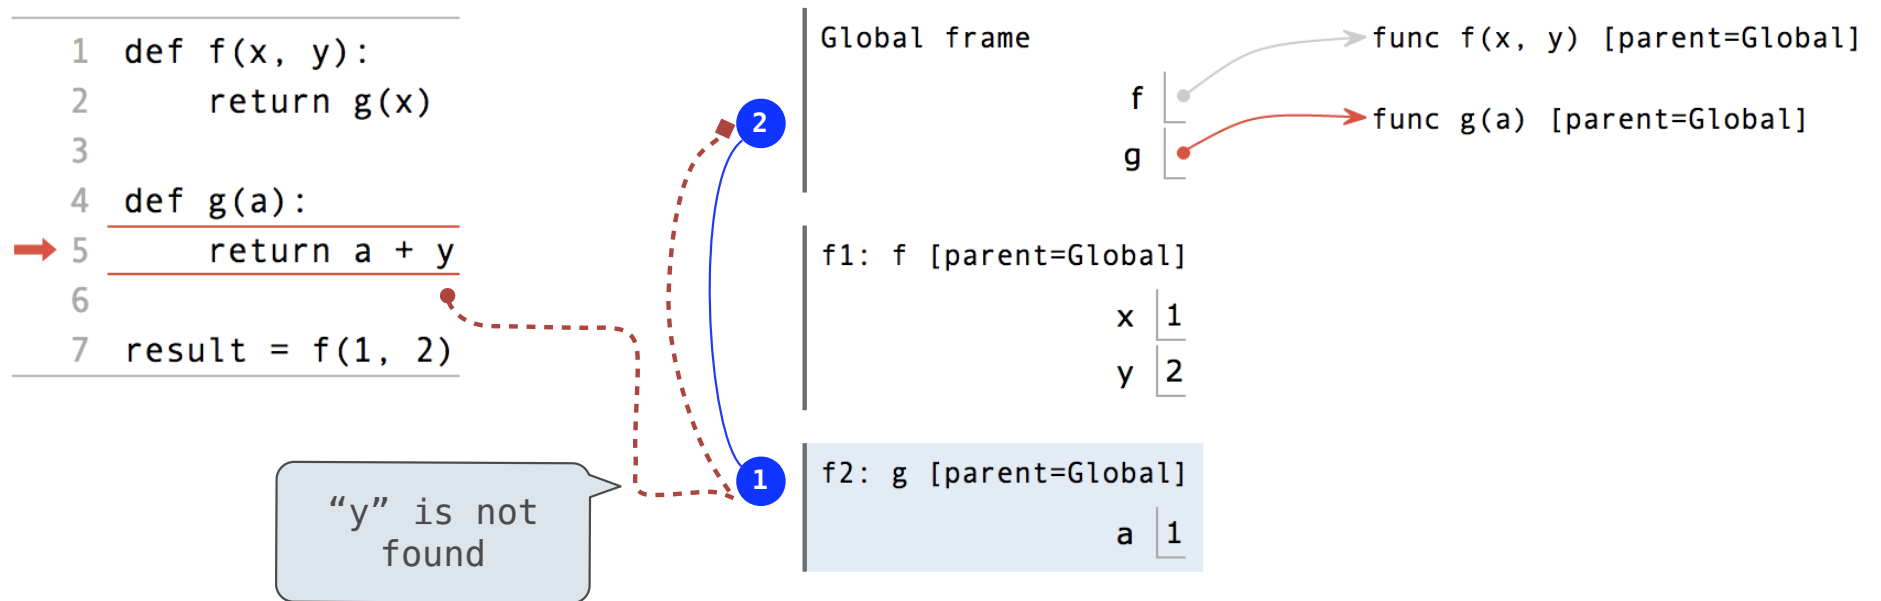 1 def f(x, y):
2     return g(x)
3
4 def g(a):
5     return a + y
6
7 result = f(1, 2)
“y” is not
found
2
1
Global frame
f
g
func f(x, y) [parent=Global]
func g(a) [parent=Global]
f1: f [parent=Global]
x 1
y 2
f2: g [parent=Global]
a 1